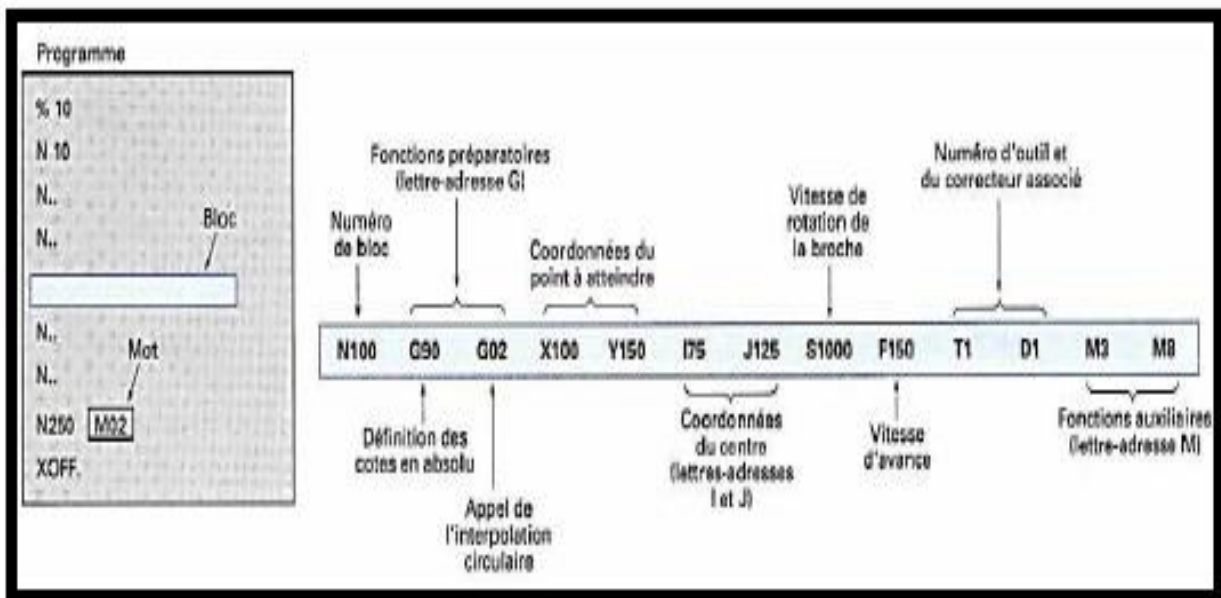 Programme
% 10
N 10
N..
Bloc
N..
N..
Mot
N..
N250 M02
XOFF.
Fonctions préparatoires
(lettre-adresse G)
Numéro
de bloc
Coordonnées du
point à atteindre
Vitesse de
rotation de
la broche
Numéro d'outil et
du correcteur associé
N100 G90 G02 X100 Y150 I75 J125 S1000 F150 T1 D1 M3 M8
Définition des
cotes en absolu
Appel de
l'interpolation
circulaire
Coordonnées
du centre
(lettres-adresses
I et J)
Vitesse
d'avance
Fonctions auxiliaires
(lettre-adresse M)